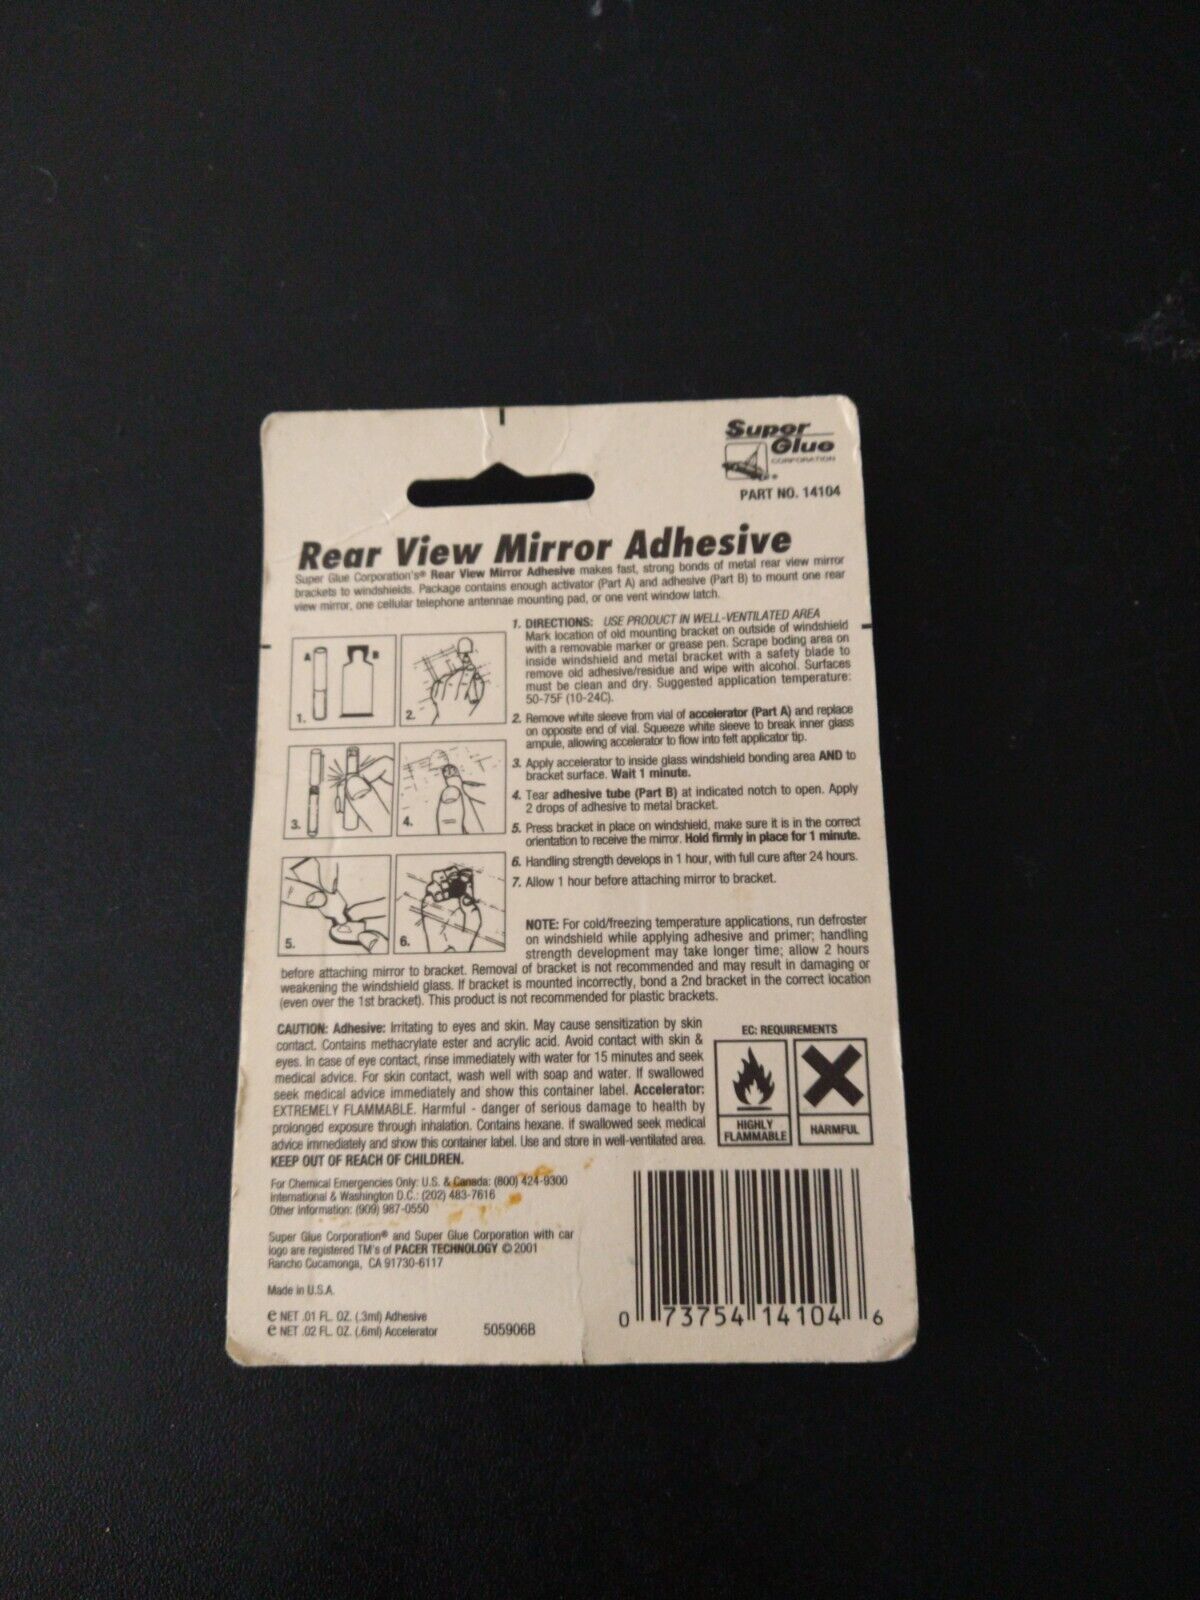 Super
Glue
CORPORATION
PART NO. 14104
Rear View Mirror Adhesive
Super Glue Corporation's® Rear View Mirror Adhesive makes fast, strong bonds of metal rear view mirror
brackets to windshields. Package contains enough activator (Part A) and adhesive (Part B) to mount one rear
view mirror, one cellular telephone antennae mounting pad, or one vent window latch.
A B
1.
2.
3.
4.
5.
6.
1. DIRECTIONS: USE PRODUCT IN WELL-VENTILATED AREA
Mark location of old mounting bracket on outside of windshield
with a removable marker or grease pen. Scrape boding area on
inside windshield and metal bracket with a safety blade to
remove old adhesive/residue and wipe with alcohol. Surfaces
must be clean and dry. Suggested application temperature:
50-75F (10-24C).
2. Remove white sleeve from vial of accelerator (Part A) and replace
on opposite end of vial. Squeeze white sleeve to break inner glass
ampule, allowing accelerator to flow into felt applicator tip.
3. Apply accelerator to inside glass windshield bonding area AND to
bracket surface. Wait 1 minute.
4. Tear adhesive tube (Part B) at indicated notch to open. Apply
2 drops of adhesive to metal bracket.
5. Press bracket in place on windshield, make sure it is in the correct
orientation to receive the mirror. Hold firmly in place for 1 minute.
6. Handling strength develops in 1 hour, with full cure after 24 hours.
7. Allow 1 hour before attaching mirror to bracket.
NOTE: For cold/freezing temperature applications, run defroster
on windshield while applying adhesive and primer; handling
strength development may take longer time; allow 2 hours
before attaching mirror to bracket. Removal of bracket is not recommended and may result in damaging or
weakening the windshield glass. If bracket is mounted incorrectly, bond a 2nd bracket in the correct location
(even over the 1st bracket). This product is not recommended for plastic brackets.
CAUTION: Adhesive: Irritating to eyes and skin. May cause sensitization by skin
contact. Contains methacrylate ester and acrylic acid. Avoid contact with skin &
eyes. In case of eye contact, rinse immediately with water for 15 minutes and seek
medical advice. For skin contact, wash well with soap and water. If swallowed
seek medical advice immediately and show this container label. Accelerator:
EXTREMELY FLAMMABLE. Harmful - danger of serious damage to health by
prolonged exposure through inhalation. Contains hexane. If swallowed seek medical
advice immediately and show this container label. Use and store in well-ventilated area.
KEEP OUT OF REACH OF CHILDREN.
EC: REQUIREMENTS
HIGHLY
FLAMMABLE
HARMFUL
For Chemical Emergencies Only: U.S. & Canada: (800) 424-9300
International & Washington D.C.: (202) 483-7616
Other Information: (909) 987-0550
Super Glue Corporation® and Super Glue Corporation with car
logo are registered TM's of PACER TECHNOLOGY © 2001
Rancho Cucamonga, CA 91730-6117
Made in U.S.A.
e NET .01 FL. OZ. (.3ml) Adhesive
e NET .02 FL. OZ. (.6ml) Accelerator
505906B
0 73754 14104 6